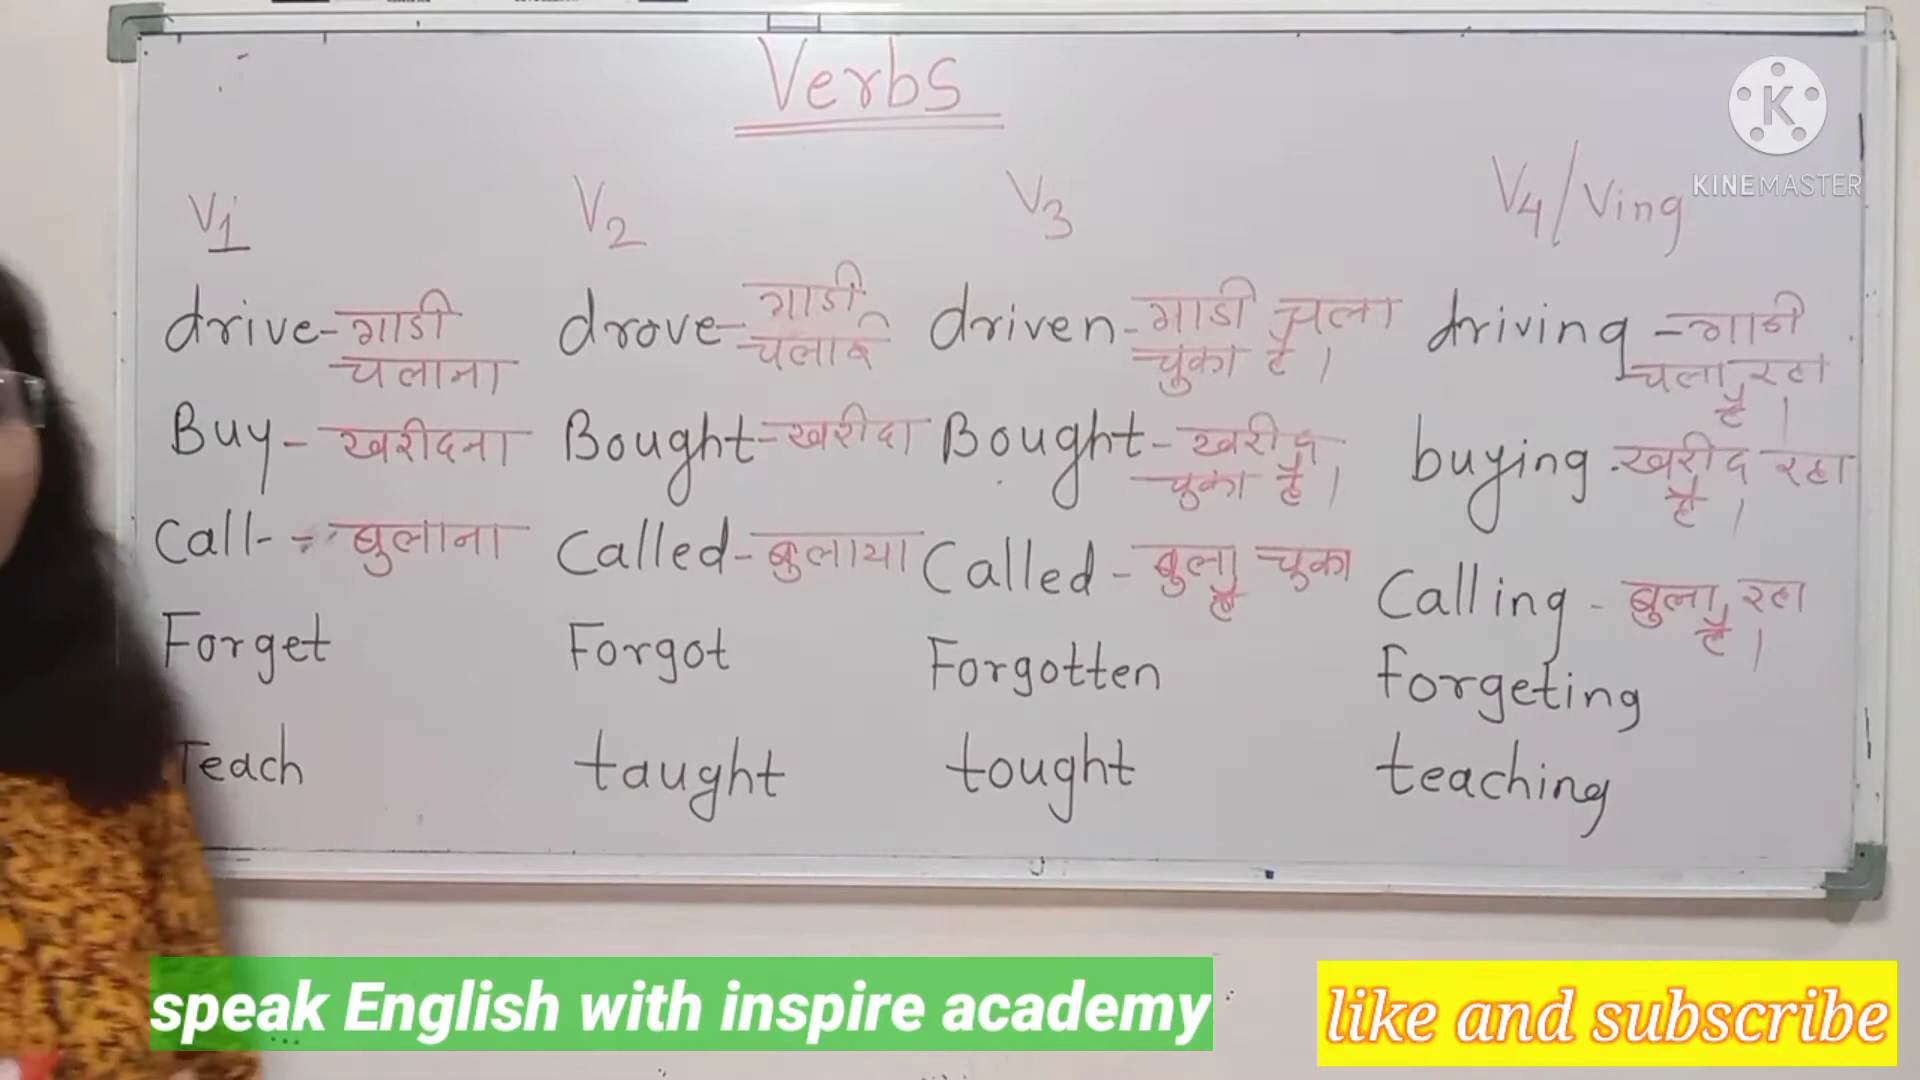 Verbs
KINEMASTER
V1 V2 V3 V4/Ving
drive - गाडी चलाना drove - गाडी चलाई driven - गाडी चला चुका है। driving - गाडी चला रहा है।
Buy - खरीदना Bought - खरीदा Bought - खरीद चुका है। buying - खरीद रहा है।
Call - बुलाना Called - बुलाया Called - बुला चुका है Calling - बुला रहा है।
Forget Forgot Forgotten Forgeting
Teach taught tought teaching
speak English with inspire academy
like and subscribe